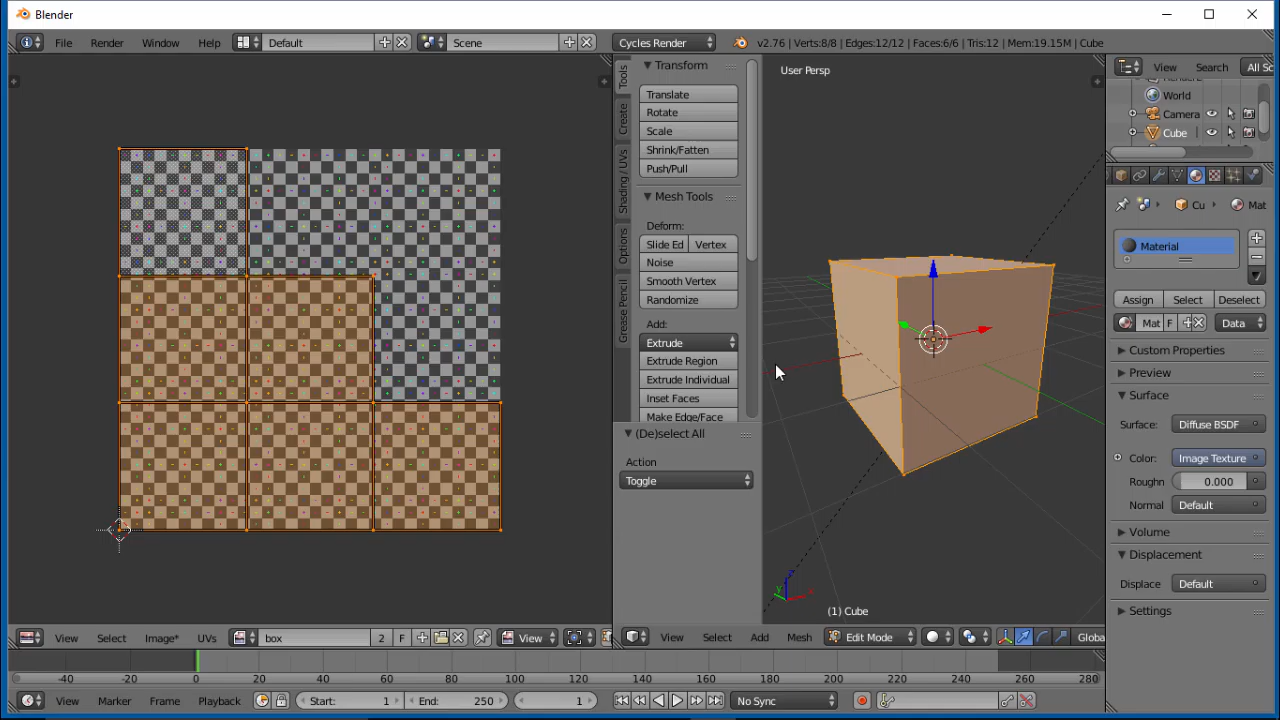 Blender
File Render Window Help Default Scene Cycles Render v2.76 | Verts:8/8 | Edges:12/12 | Faces:6/6 | Tris:12 | Mem:19.15M | Cube
Tools
Create
Shading / UVs
Options
Grease Pencil
Transform
Translate
Rotate
Scale
Shrink/Fatten
Push/Pull
Mesh Tools
Deform:
Slide Ed Vertex
Noise
Smooth Vertex
Randomize
Add:
Extrude
Extrude Region
Extrude Individual
Inset Faces
Make Edge/Face
(De)select All
Action
Toggle
User Persp
(1) Cube
View Search All Sc
World
Camera
Cube
Cu Mat
Material
Assign Select Deselect
Mat F Data
Custom Properties
Preview
Surface
Surface: Diffuse BSDF
Color: Image Texture
Roughn 0.000
Normal Default
Volume
Displacement
Displace Default
Settings
View Select Image* UVs box 2 F View
View Select Add Mesh Edit Mode Globa
-40 -20 0 20 40 60 80 100 120 140 160 180 200 220 240 260 280
View Marker Frame Playback Start: 1 End: 250 1 No Sync